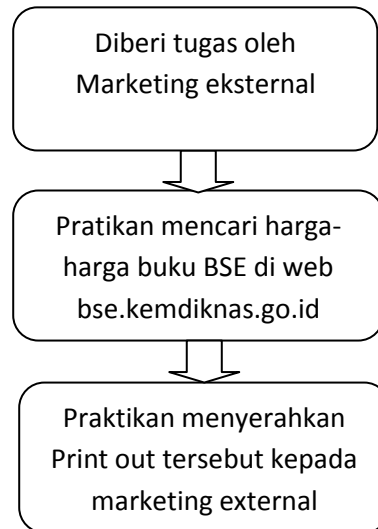 Diberi tugas oleh
Marketing eksternal
Pratikan mencari harga-
harga buku BSE di web
bse.kemdiknas.go.id
Praktikan menyerahkan
Print out tersebut kepada
marketing external